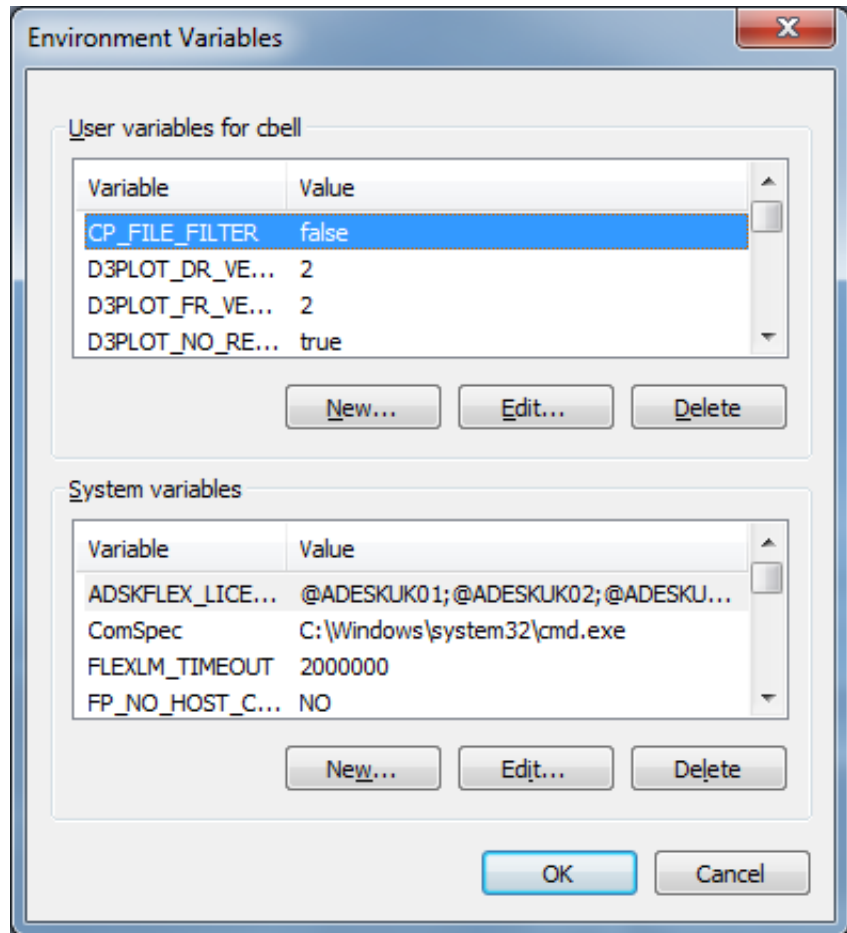 Environment Variables
User variables for cbell
Variable Value
CP_FILE_FILTER false
D3PLOT_DR_VE... 2
D3PLOT_FR_VE... 2
D3PLOT_NO_RE... true
New... Edit... Delete
System variables
Variable Value
ADSKFLEX_LICE... @ADESKUK01;@ADESKUK02;@ADESKU...
ComSpec C:\Windows\system32\cmd.exe
FLEXLM_TIMEOUT 2000000
FP_NO_HOST_C... NO
New... Edit... Delete
OK Cancel